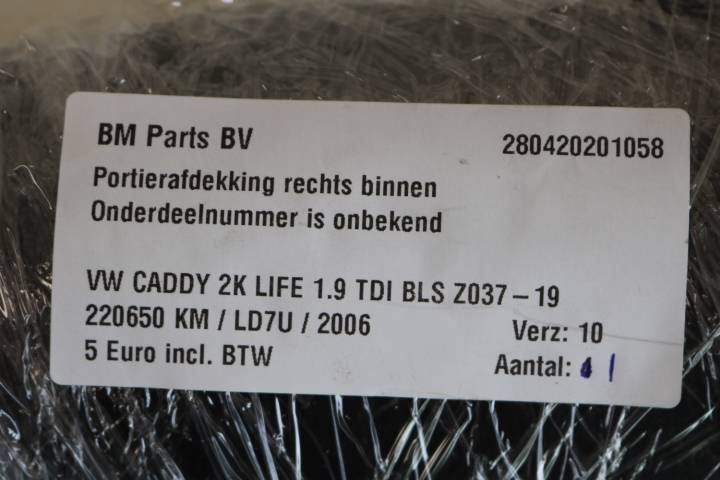 BM Parts BV 280420201058
Portierafdekking rechts binnen
Onderdeelnummer is onbekend
VW CADDY 2K LIFE 1.9 TDI BLS Z037-19
220650 KM / LD7U / 2006 Verz: 10
5 Euro incl. BTW Aantal: 1